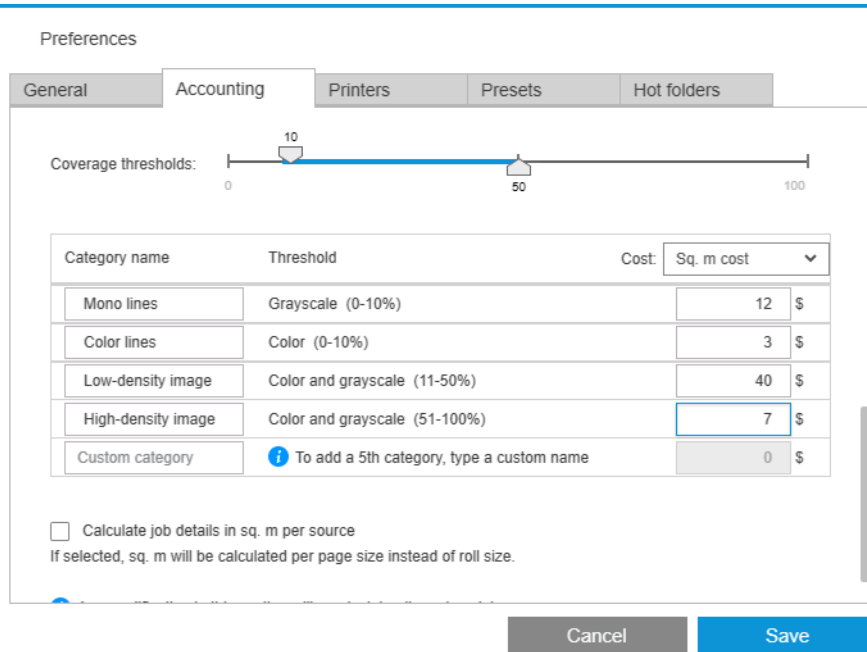 Preferences
General Accounting Printers Presets Hot folders
10
Coverage thresholds:
0 50 100
Category name Threshold Cost: Sq. m cost
Mono lines Grayscale (0-10%) 12 $
Color lines Color (0-10%) 3 $
Low-density image Color and grayscale (11-50%) 40 $
High-density image Color and grayscale (51-100%) 7 $
Custom category To add a 5th category, type a custom name 0 $
Calculate job details in sq. m per source
If selected, sq. m will be calculated per page size instead of roll size.
Cancel Save